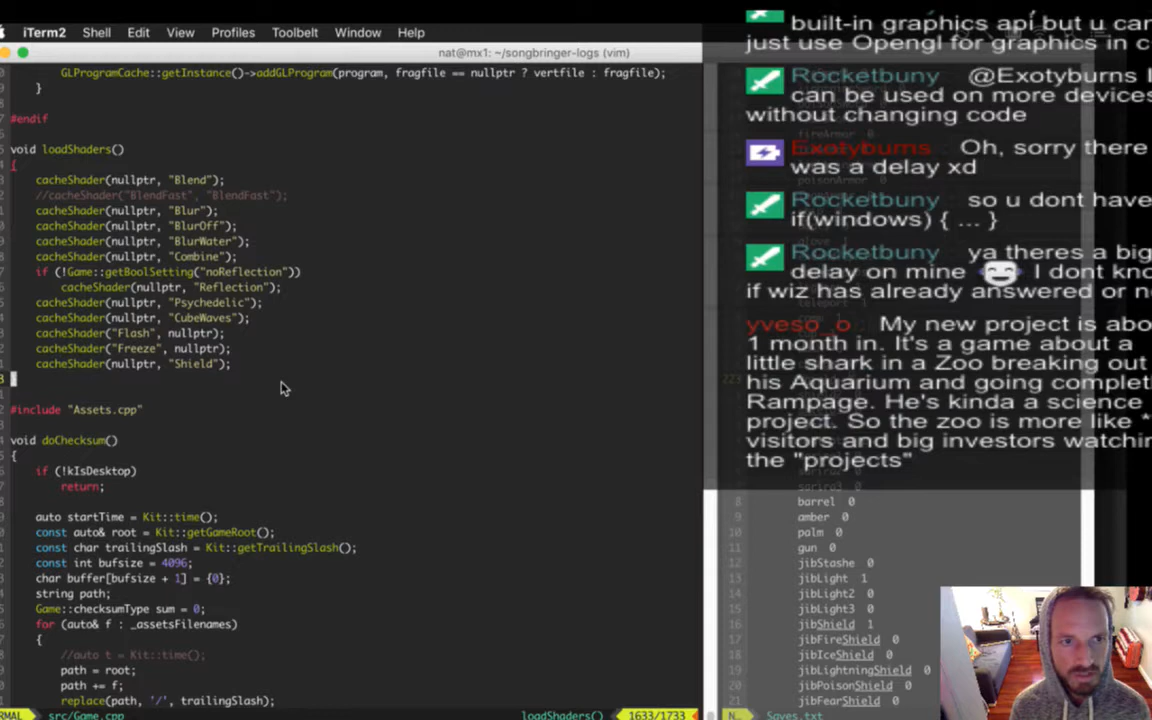 iTerm2 Shell Edit View Profiles Toolbelt Window Help
nat@mx1: ~/songbringer-logs (vim)
GLProgramCache::getInstance()->addGLProgram(program, fragfile == nullptr ? vertfile : fragfile);
}
#endif
void loadShaders()
{
cacheShader(nullptr, "Blend");
//cacheShader("BlendFast", "BlendFast");
cacheShader(nullptr, "Blur");
cacheShader(nullptr, "BlurOff");
cacheShader(nullptr, "BlurWater");
cacheShader(nullptr, "Combine");
if (!Game::getBoolSetting("noReflection"))
cacheShader(nullptr, "Reflection");
cacheShader(nullptr, "Psychedelic");
cacheShader(nullptr, "CubeWaves");
cacheShader("Flash", nullptr);
cacheShader("Freeze", nullptr);
cacheShader(nullptr, "Shield");
#include "Assets.cpp"
void doChecksum()
{
if (!kIsDesktop)
return;
auto startTime = Kit::time();
const auto& root = Kit::getGameRoot();
const char trailingSlash = Kit::getTrailingSlash();
const int bufsize = 4096;
char buffer[bufsize + 1] = {0};
string path;
Game::checksumType sum = 0;
for (auto& f : _assetsFilenames)
{
//auto t = Kit::time();
path = root;
path += f;
replace(path, '/', trailingSlash);
RMAL src/Game.cpp loadShaders() 1633/1733
built-in graphics api but u can
just use Opengl for graphics in c
Rocketbuny @Exotyburns I
can be used on more devices
without changing code
Exotyburns Oh, sorry there
was a delay xd
Rocketbuny so u dont have
if(windows) { ... }
Rocketbuny ya theres a big
delay on mine I dont kno
if wiz has already answered or n
yveso_o My new project is abo
1 month in. It's a game about a
little shark in a Zoo breaking out
his Aquarium and going complet
Rampage. He's kinda a science
project. So the zoo is more like *
visitors and big investors watchin
the "projects"
8 barrel 0
9 amber 0
10 palm 0
11 gun 0
12 jibStashe 0
13 jibLight 1
14 jibLight2 0
15 jibLight3 0
16 jibShield 1
17 jibFireShield 0
18 jibIceShield 0
19 jibLightningShield 0
20 jibPoisonShield 0
21 jibFearShield 0
N… Saves.txt